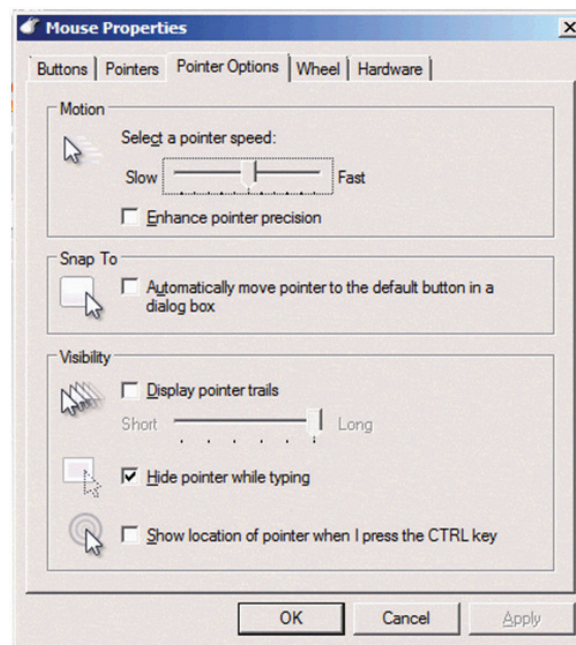 Mouse Properties
Buttons Pointers Pointer Options Wheel Hardware
Motion
Select a pointer speed:
Slow Fast
Enhance pointer precision
Snap To
Automatically move pointer to the default button in a
dialog box
Visibility
Display pointer trails
Short Long
Hide pointer while typing
Show location of pointer when I press the CTRL key
OK Cancel Apply